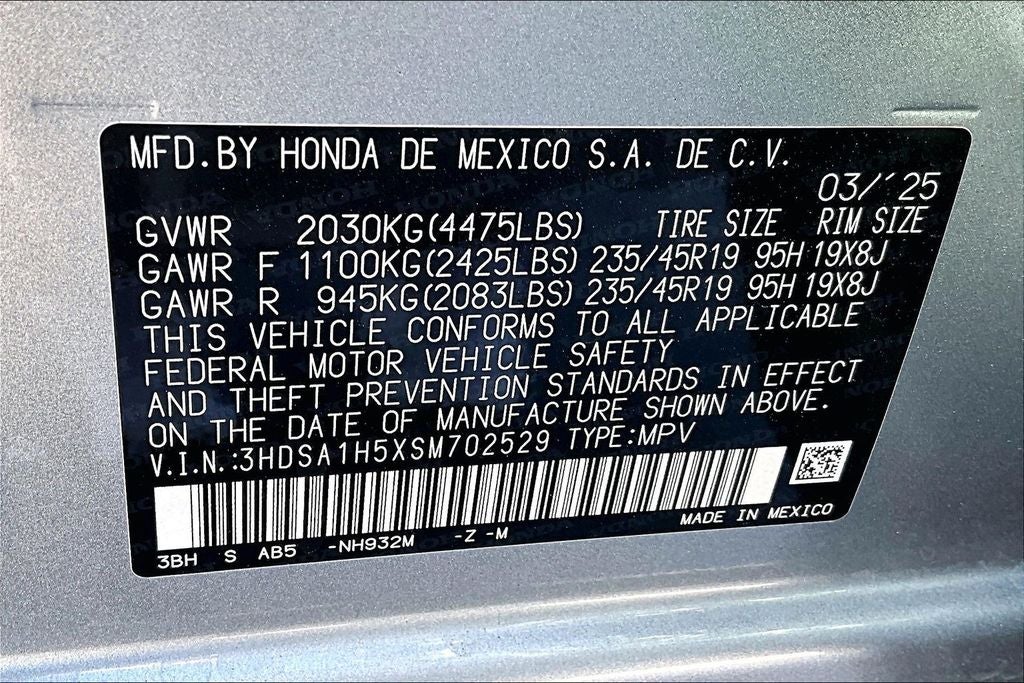 MFD.BY HONDA DE MEXICO S.A. DE C.V.
03/´25
GVWR 2030KG(4475LBS) TIRE SIZE RIM SIZE
GAWR F 1100KG(2425LBS) 235/45R19 95H 19X8J
GAWR R 945KG(2083LBS) 235/45R19 95H 19X8J
THIS VEHICLE CONFORMS TO ALL APPLICABLE
FEDERAL MOTOR VEHICLE SAFETY
AND THEFT PREVENTION STANDARDS IN EFFECT
ON THE DATE OF MANUFACTURE SHOWN ABOVE.
V.I.N.:3HDSA1H5XSM702529 TYPE:MPV
3BH S AB5 -NH932M -Z -M MADE IN MEXICO